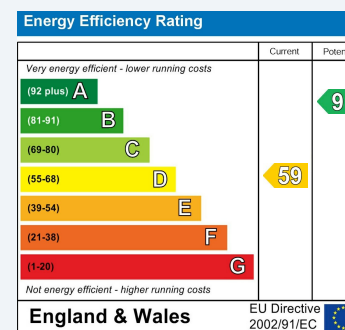 Energy Efficiency Rating
Current
Very energy efficient - lower running costs
(92 plus) A
(81-91) B
(69-80) C
(55-68) D
59
(39-54) E
(21-38) F
(1-20) G
Not energy efficient - higher running costs
England & Wales
EU Directive
2002/91/EC